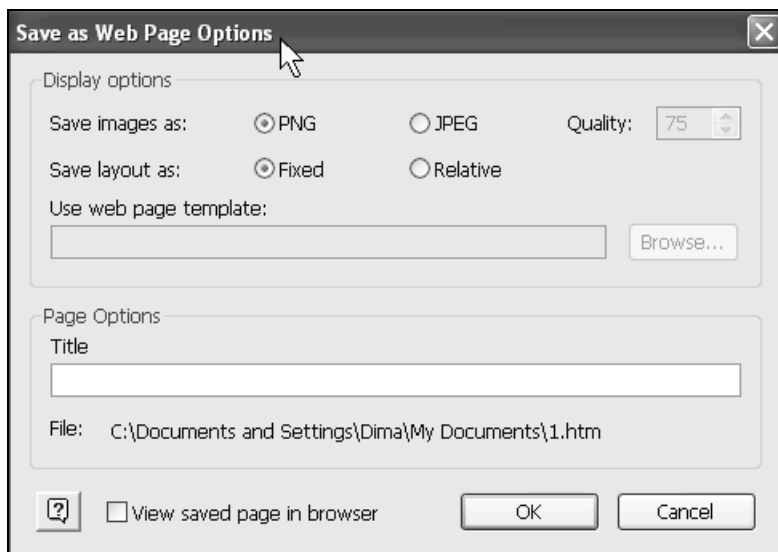 Save as Web Page Options
Display options
Save images as: PNG JPEG Quality: 75
Save layout as: Fixed Relative
Use web page template:
Browse...
Page Options
Title
File: C:\Documents and Settings\Dima\My Documents\1.htm
? View saved page in browser OK Cancel